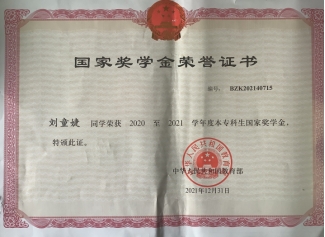 国家奖学金荣誉证书
编号: BZK202140715
刘童婕 同学荣获 2020 至 2021 学年度本专科生国家奖学金,
特颁此证。
中华人民共和国教育部
2021年12月31日